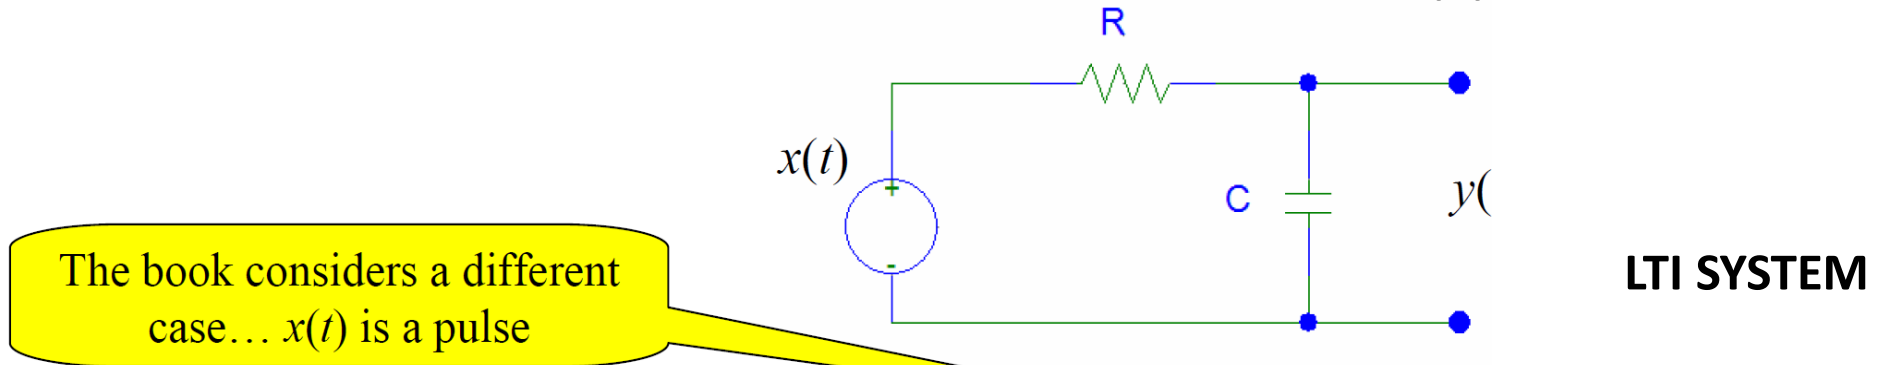 R
x(t)
+
C
y(
-
The book considers a different
case… x(t) is a pulse
LTI SYSTEM